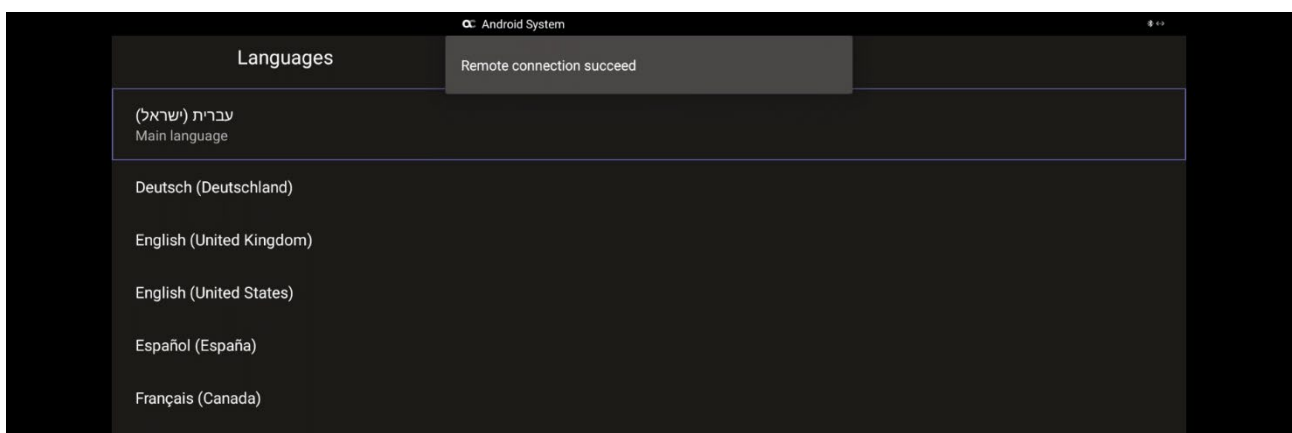 Android System
Languages
Remote connection succeed
עברית (ישראל)
Main language
Deutsch (Deutschland)
English (United Kingdom)
English (United States)
Español (España)
Français (Canada)